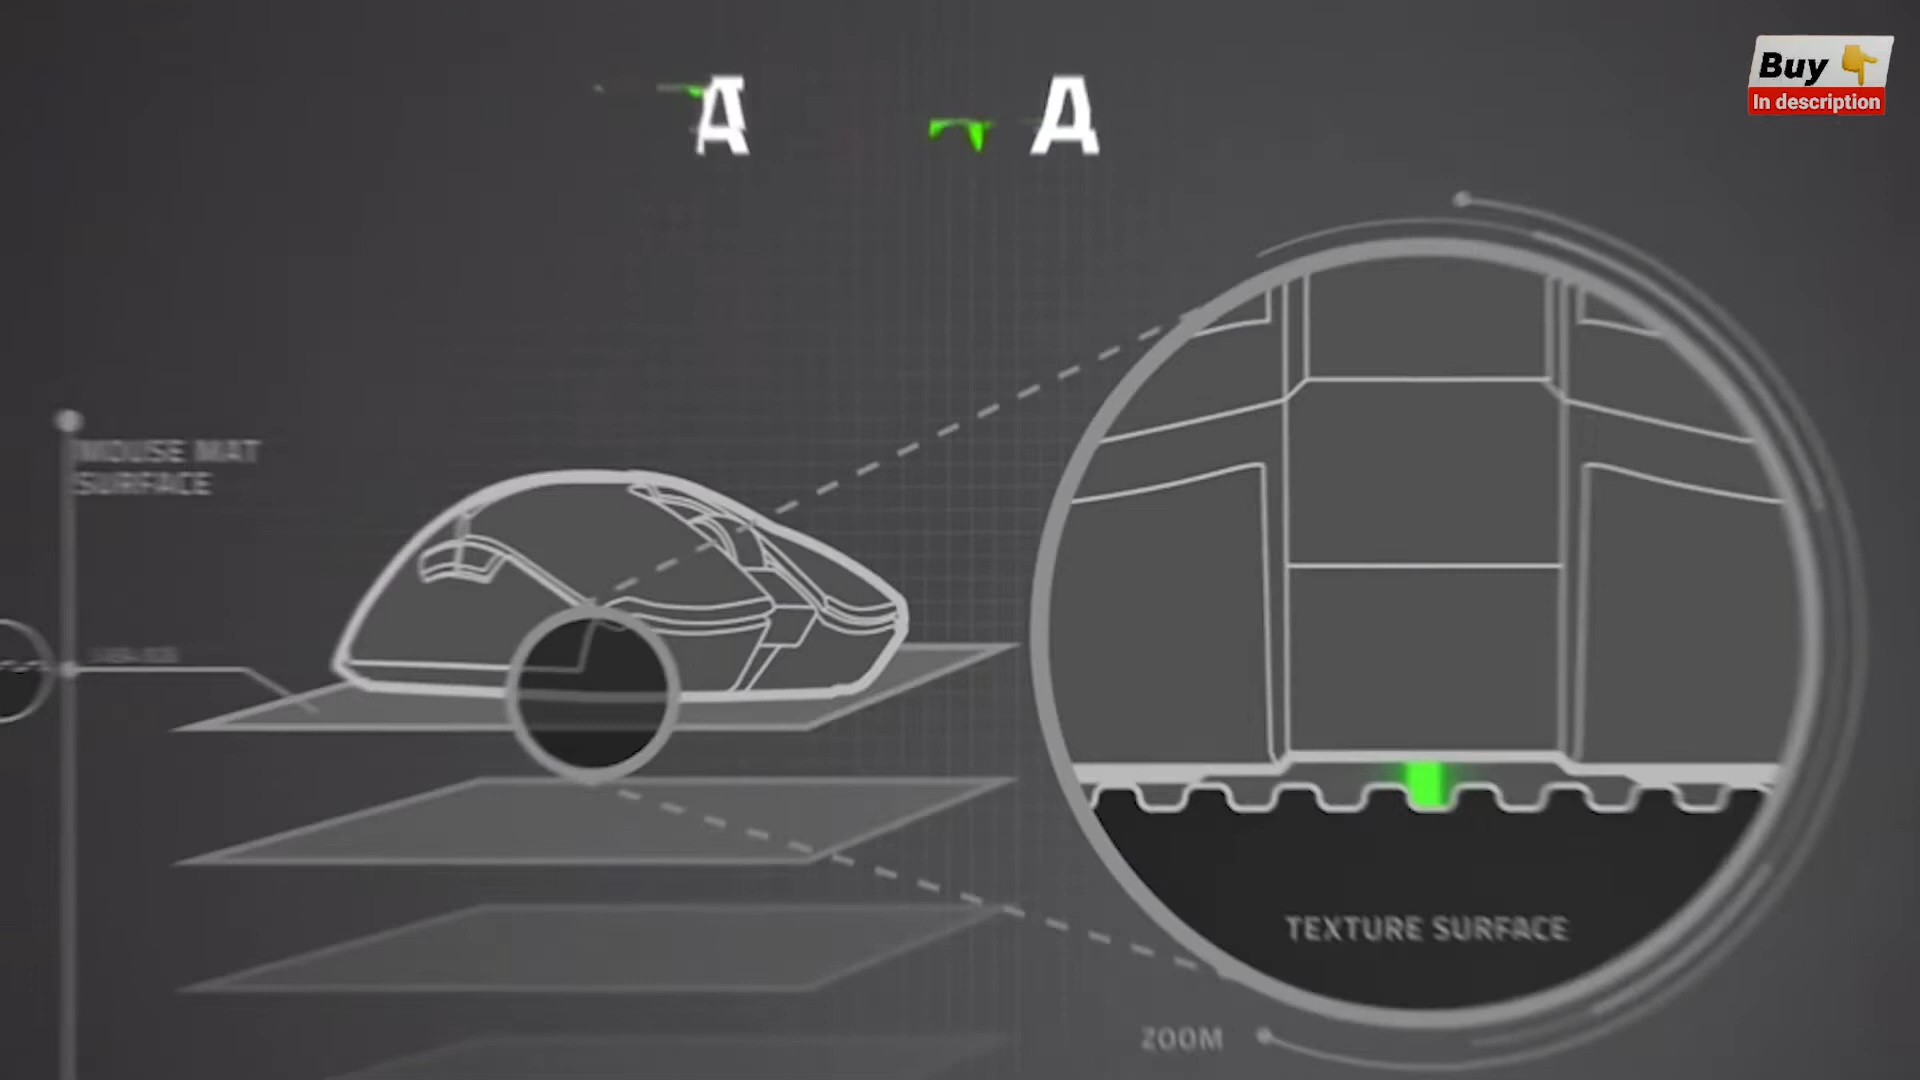 Buy 👇
In description
A A
MOUSE MAT
SURFACE
TEXTURE SURFACE
ZOOM